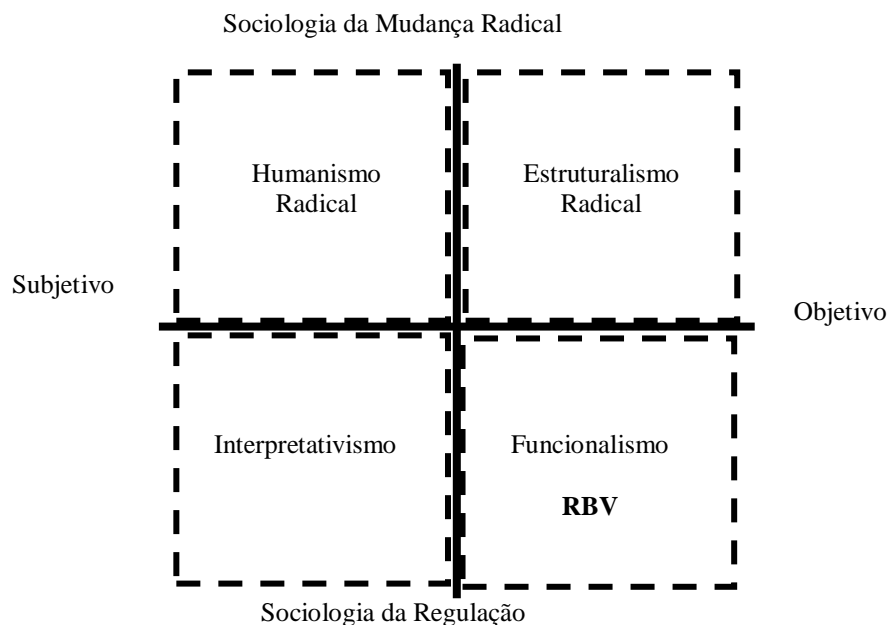 Sociologia da Mudança Radical
Humanismo
Radical
Estruturalismo
Radical
Subjetivo
Objetivo
Interpretativismo
Funcionalismo
RBV
Sociologia da Regulação